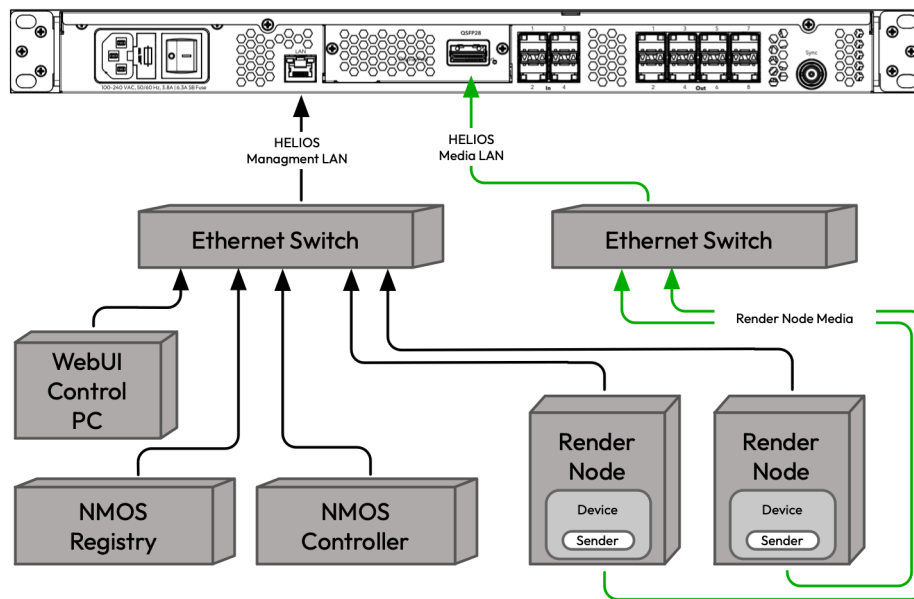 LAN
QSFP28
1
3
1
5
7
Sync
100-240 VAC, 50/60 Hz, 3.8A | 6.3A SB Fuse
2
In
4
2
4
Out
6
8
HELIOS
Managment LAN
HELIOS
Media LAN
Ethernet Switch
Ethernet Switch
Render Node Media
WebUI
Control
PC
Render
Node
Device
Sender
Render
Node
Device
Sender
NMOS
Registry
NMOS
Controller